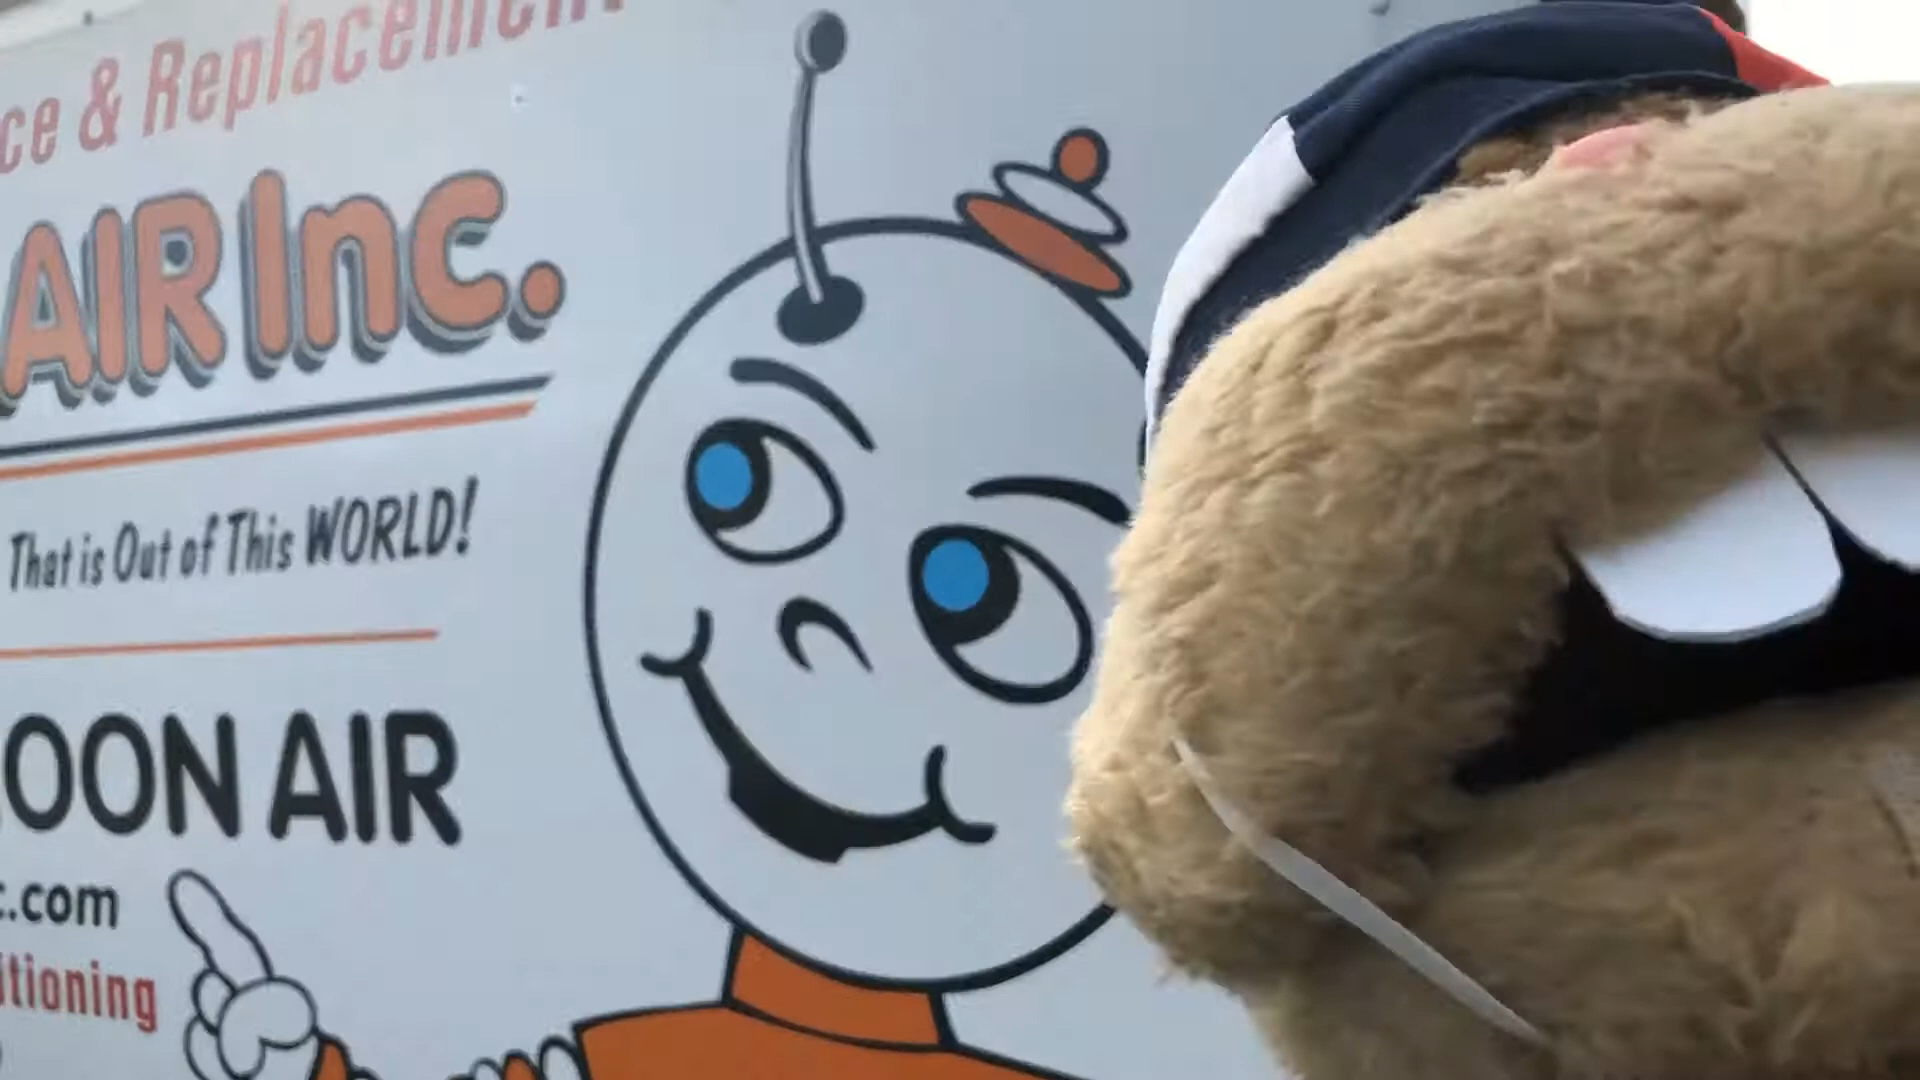 ce & Replacement
AIR Inc.
That is Out of This WORLD!
OON AIR
c.com
itioning